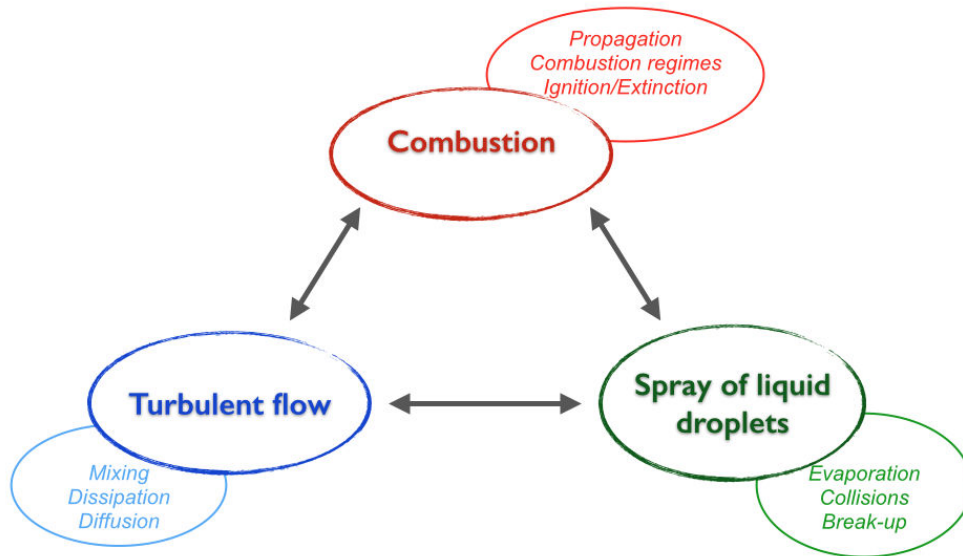 Propagation
Combustion regimes
Ignition/Extinction
Combustion
Turbulent flow
Spray of liquid
droplets
Mixing
Dissipation
Diffusion
Evaporation
Collisions
Break-up